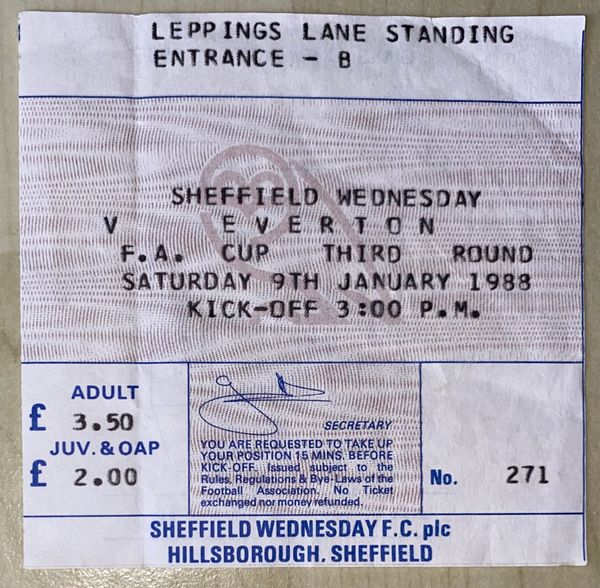 LEPPINGS LANE STANDING
ENTRANCE - B
SHEFFIELD WEDNESDAY
V EVERTON
F.A. CUP THIRD ROUND
SATURDAY 9TH JANUARY 1988
KICK-OFF 3:00 P.M.
ADULT
£ 3.50
JUV. & OAP
£ 2.00
SECRETARY
YOU ARE REQUESTED TO TAKE UP
YOUR POSITION 15 MINS. BEFORE
KICK-OFF. Issued subject to the
Rules, Regulations & Bye-Laws of the
Football Association. No Ticket
exchanged nor money refunded.
No. 271
SHEFFIELD WEDNESDAY F.C. plc
HILLSBOROUGH. SHEFFIELD